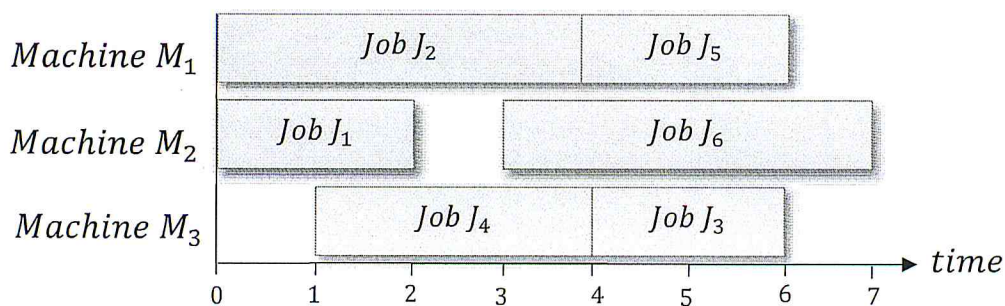 Machine M₁ Job J₂ Job J₅
Machine M₂ Job J₁ Job J₆
Machine M₃ Job J₄ Job J₃
time
0 1 2 3 4 5 6 7